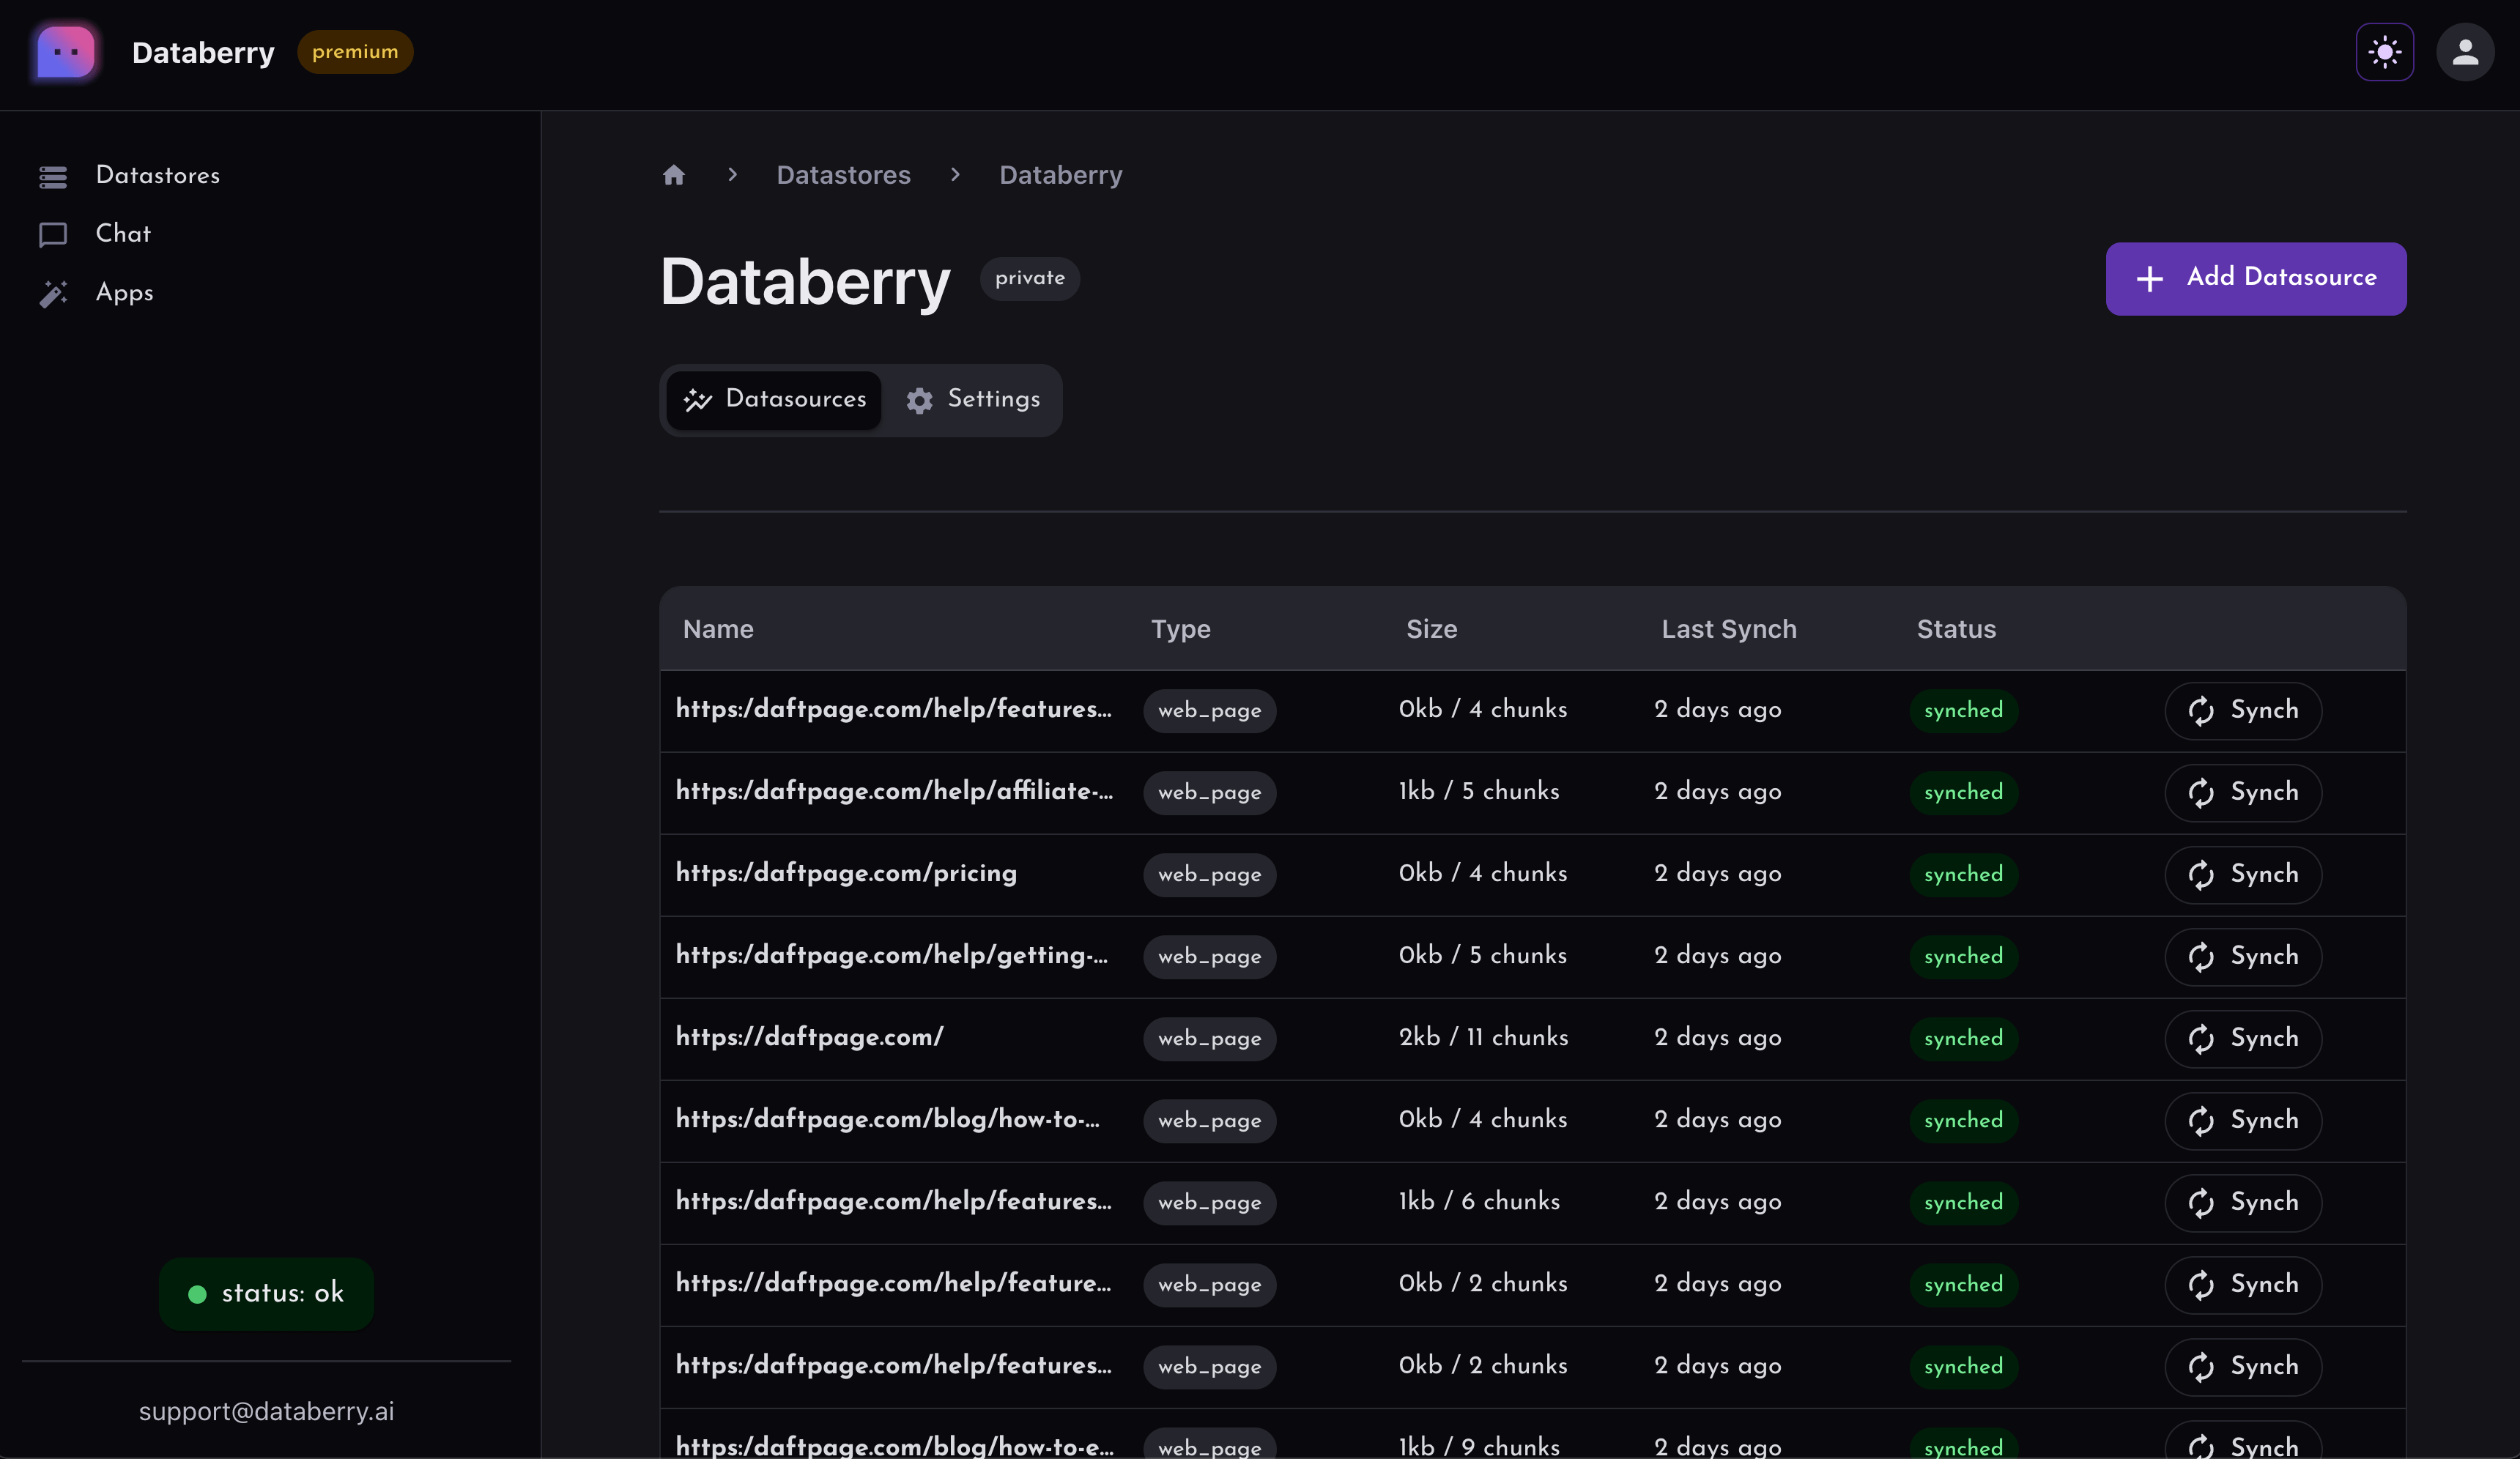 Databerry premium
Datastores
Chat
Apps
status: ok
support@databerry.ai
Datastores Databerry
Databerry private
Add Datasource
Datasources Settings
Name Type Size Last Synch Status
https:/daftpage.com/help/features... web_page 0kb / 4 chunks 2 days ago synched Synch
https:/daftpage.com/help/affiliate-... web_page 1kb / 5 chunks 2 days ago synched Synch
https:/daftpage.com/pricing web_page 0kb / 4 chunks 2 days ago synched Synch
https:/daftpage.com/help/getting-... web_page 0kb / 5 chunks 2 days ago synched Synch
https://daftpage.com/ web_page 2kb / 11 chunks 2 days ago synched Synch
https:/daftpage.com/blog/how-to-... web_page 0kb / 4 chunks 2 days ago synched Synch
https:/daftpage.com/help/features... web_page 1kb / 6 chunks 2 days ago synched Synch
https://daftpage.com/help/feature... web_page 0kb / 2 chunks 2 days ago synched Synch
https:/daftpage.com/help/features... web_page 0kb / 2 chunks 2 days ago synched Synch
https:/daftpage.com/blog/how-to-e... web_page 1kb / 9 chunks 2 days ago synched Synch